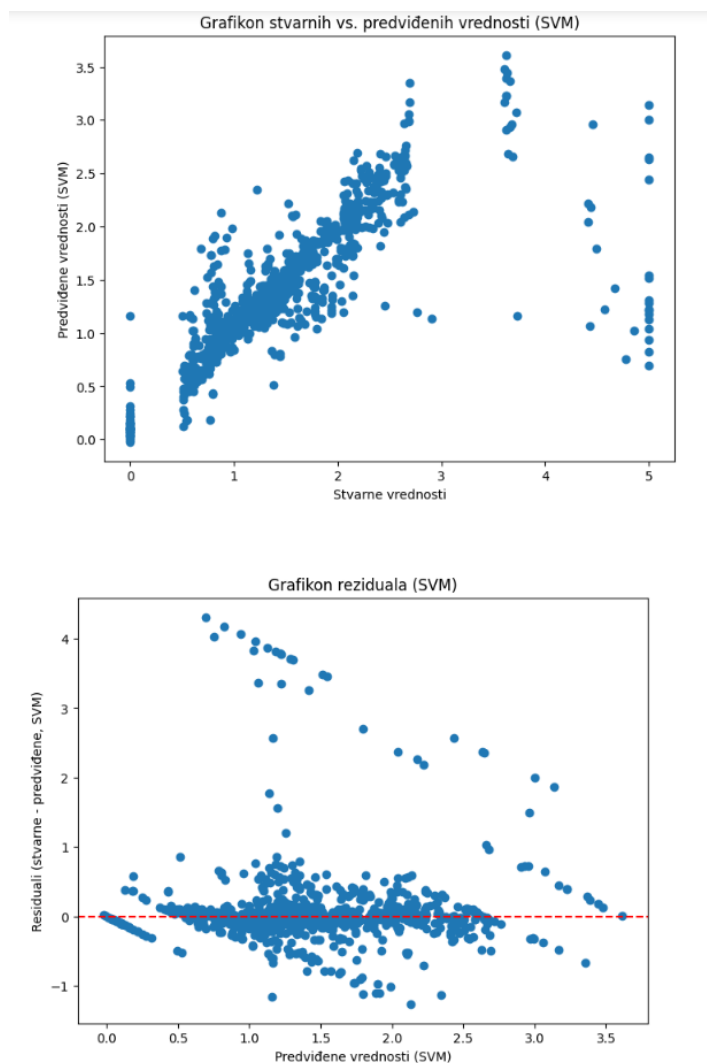 Grafikon stvarnih vs. predviđenih vrednosti (SVM)
Predviđene vrednosti (SVM)
3.5
3.0
2.5
2.0
1.5
1.0
0.5
0.0
0 1 2 3 4 5
Stvarne vrednosti
Grafikon reziduala (SVM)
Residuali (stvarne - predviđene, SVM)
4
3
2
1
0
−1
0.0 0.5 1.0 1.5 2.0 2.5 3.0 3.5
Predviđene vrednosti (SVM)